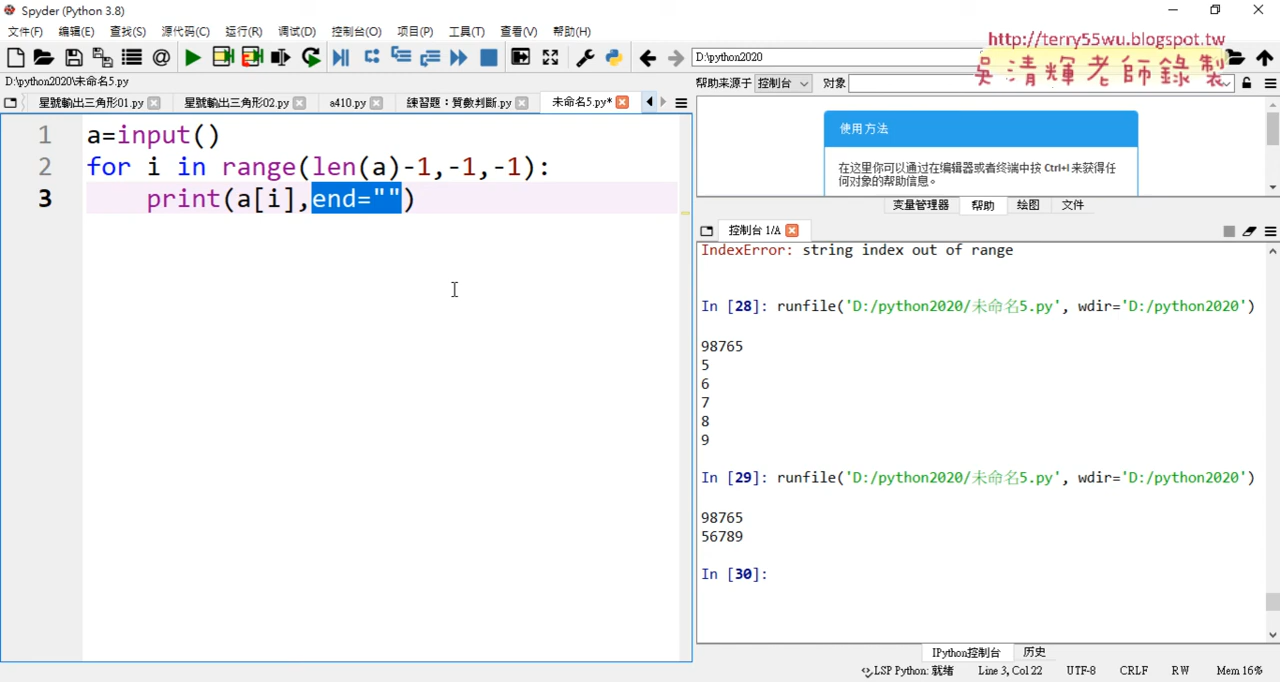 Spyder (Python 3.8)
文件(F) 编辑(E) 查找(S) 源代码(C) 运行(R) 调试(D) 控制台(O) 项目(P) 工具(T) 查看(V) 帮助(H)
D:\python2020
http://terry55wu.blogspot.tw
吳清輝老師錄製
D:\python2020\未命名5.py
帮助来源于 控制台 对象
星號輸出三角形01.py 星號輸出三角形02.py a410.py 練習題：質數判斷.py 未命名5.py*
1 a=input()
2 for i in range(len(a)-1,-1,-1):
3 print(a[i],end="")
使用方法
在这里你可以通过在编辑器或者终端中按 Ctrl+I 来获得任
何对象的帮助信息。
变量管理器 帮助 绘图 文件
控制台 1/A
IndexError: string index out of range
In [28]: runfile('D:/python2020/未命名5.py', wdir='D:/python2020')
98765
5
6
7
8
9
In [29]: runfile('D:/python2020/未命名5.py', wdir='D:/python2020')
98765
56789
In [30]:
IPython控制台 历史
LSP Python: 就绪 Line 3, Col 22 UTF-8 CRLF RW Mem 16%